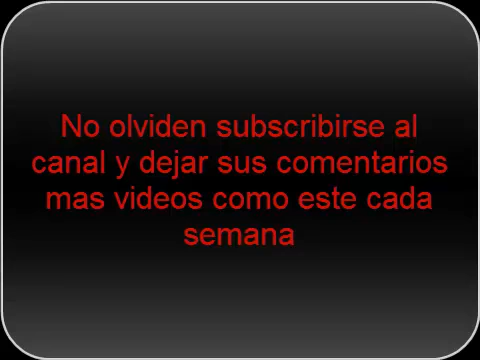 No olviden subscribirse al
canal y dejar sus comentarios
mas videos como este cada
semana